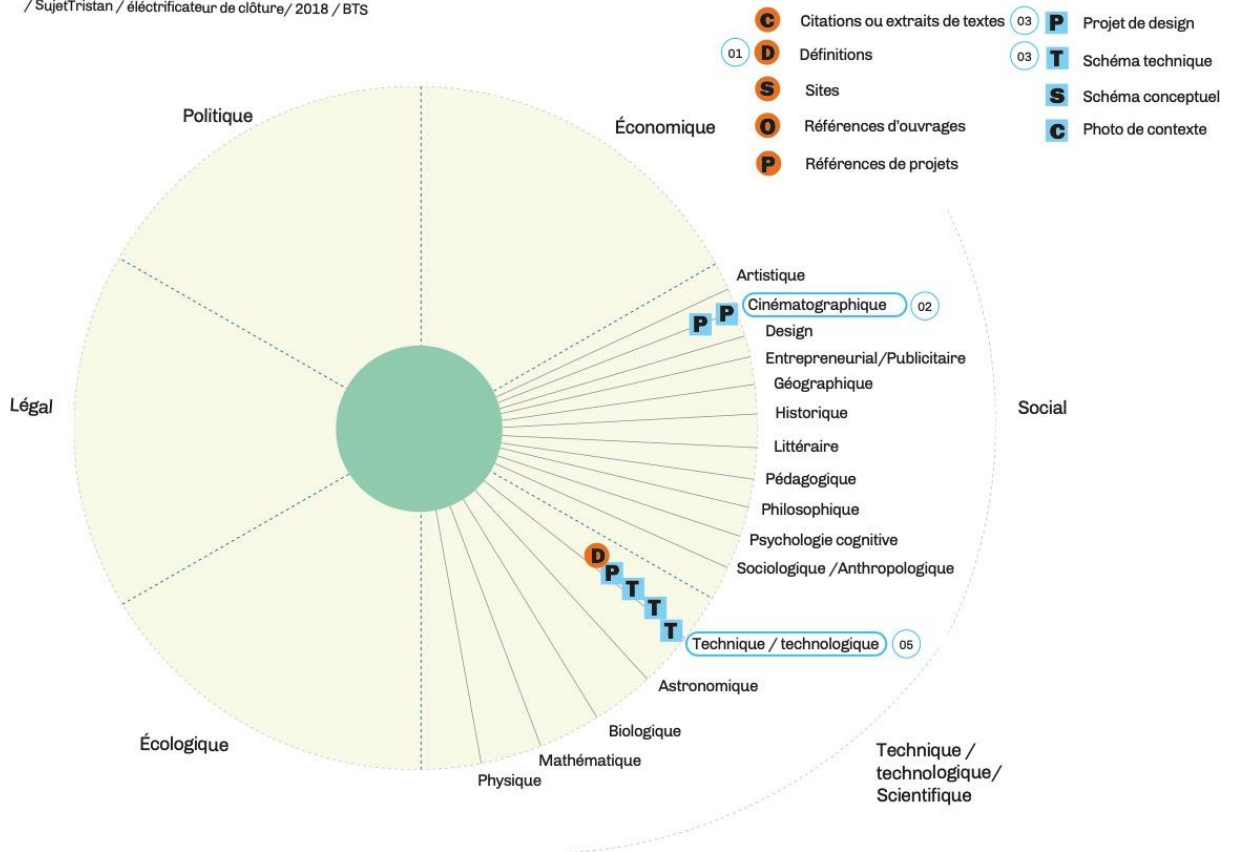 / SujetTristan / éléctrificateur de clôture/ 2018 / BTS
C Citations ou extraits de textes
01 D Définitions
S Sites
O Références d'ouvrages
P Références de projets
03 P Projet de design
03 T Schéma technique
S Schéma conceptuel
C Photo de contexte
Politique
Économique
Légal
Écologique
Artistique
P P Cinématographique 02
Design
Entrepreneurial/Publicitaire
Géographique
Historique
Littéraire
Pédagogique
Philosophique
Psychologie cognitive
Sociologique /Anthropologique
Social
D
P
T
T
T
Technique / technologique 05
Astronomique
Biologique
Mathématique
Physique
Technique /
technologique/
Scientifique